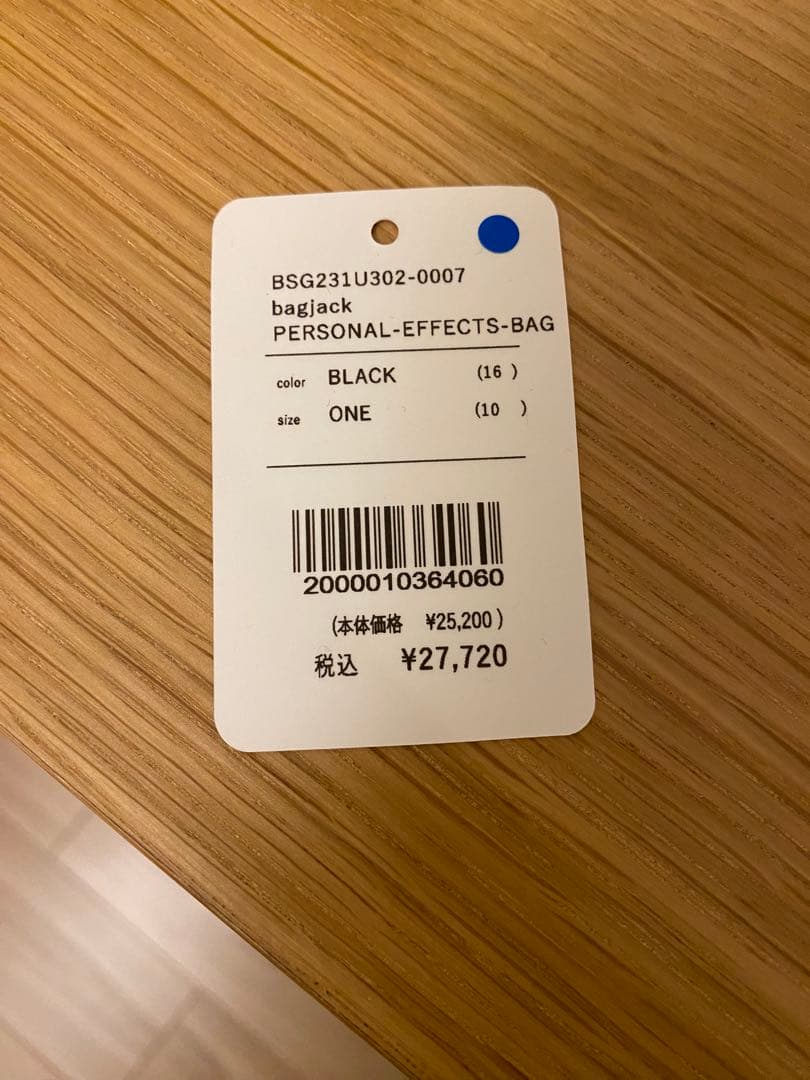 BSG231U302-0007
bagjack
PERSONAL-EFFECTS-BAG
color BLACK (16 )
size ONE (10 )
2000010364060
(本体価格 ¥25,200)
税込 ¥27,720